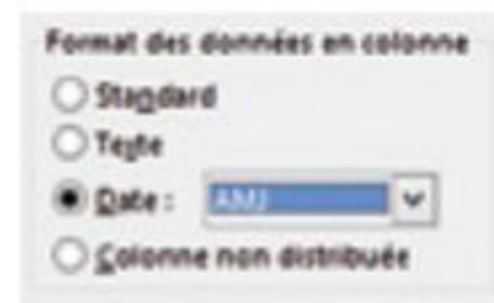 Format des données en colonne
Standard
Texte
Date : AMJ
Colonne non distribuée